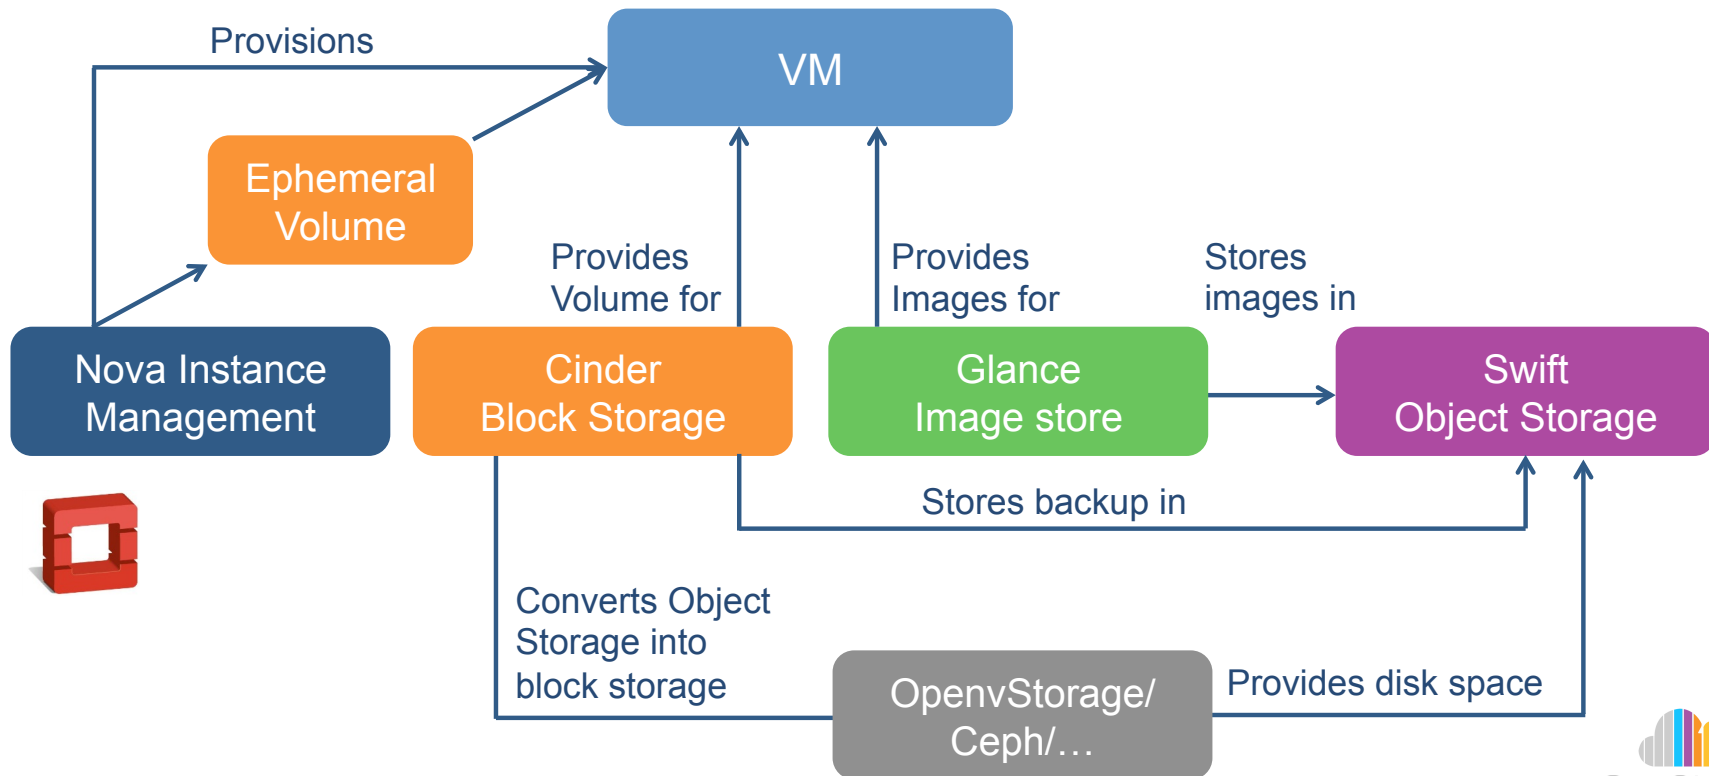 Provisions
VM
Ephemeral
Volume
Provides
Volume for
Provides
Images for
Stores
images in
Nova Instance
Management
Cinder
Block Storage
Glance
Image store
Swift
Object Storage
Stores backup in
Converts Object
Storage into
block storage
OpenvStorage/
Ceph/…
Provides disk space